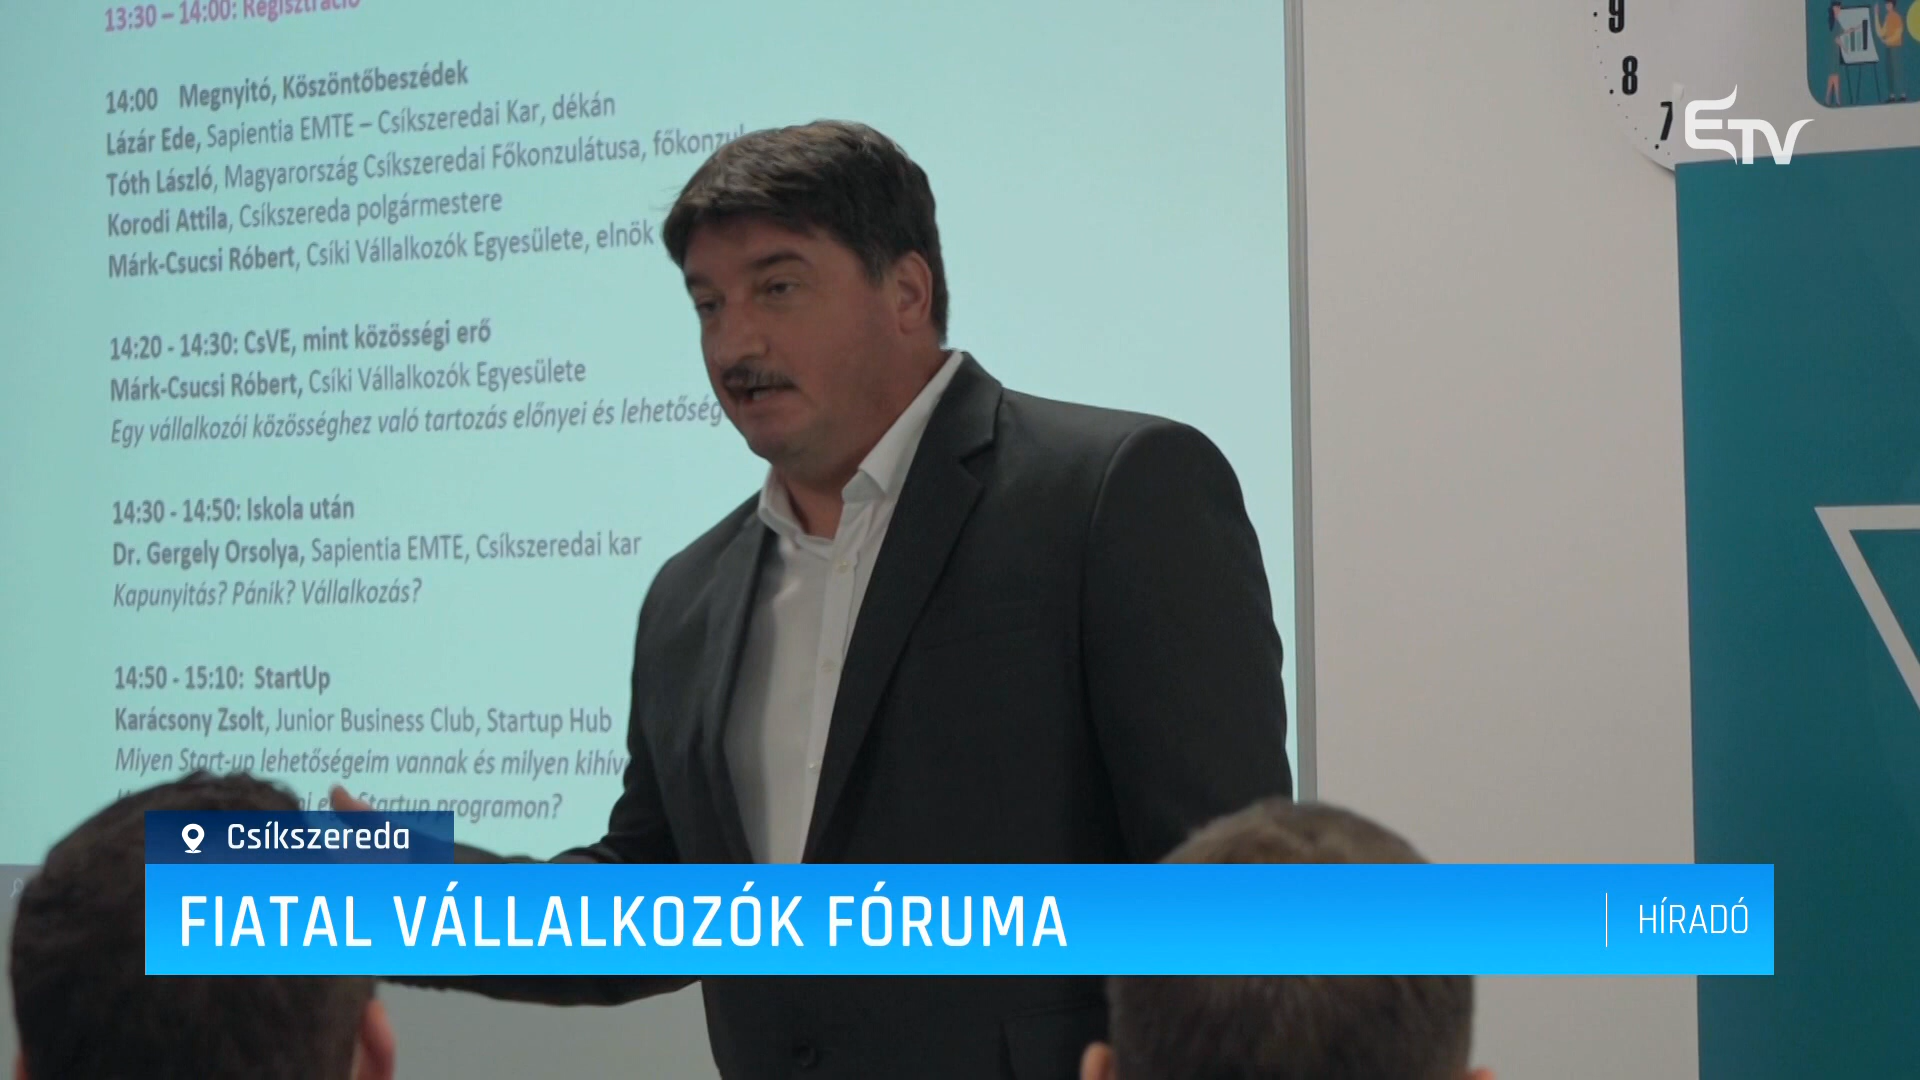 13:30 – 14:00: Regisztráció
14:00 Megnyitó, Köszöntőbeszédek
Lázár Ede, Sapientia EMTE – Csíkszeredai Kar, dékán
Tóth László, Magyarország Csíkszeredai Főkonzulátusa, főkonzul
Korodi Attila, Csíkszereda polgármestere
Márk-Csucsi Róbert, Csíki Vállalkozók Egyesülete, elnök
14:20 - 14:30: CsVE, mint közösségi erő
Márk-Csucsi Róbert, Csíki Vállalkozók Egyesülete
Egy vállalkozói közösséghez való tartozás előnyei és lehetőség
14:30 - 14:50: Iskola után
Dr. Gergely Orsolya, Sapientia EMTE, Csíkszeredai kar
Kapunyitás? Pánik? Vállalkozás?
14:50 - 15:10: StartUp
Karácsony Zsolt, Junior Business Club, Startup Hub
Miyen Start-up lehetőségeim vannak és milyen kihív
Startup programon?
9
8
7
ETV
Csíkszereda
FIATAL VÁLLALKOZÓK FÓRUMA
HÍRADÓ